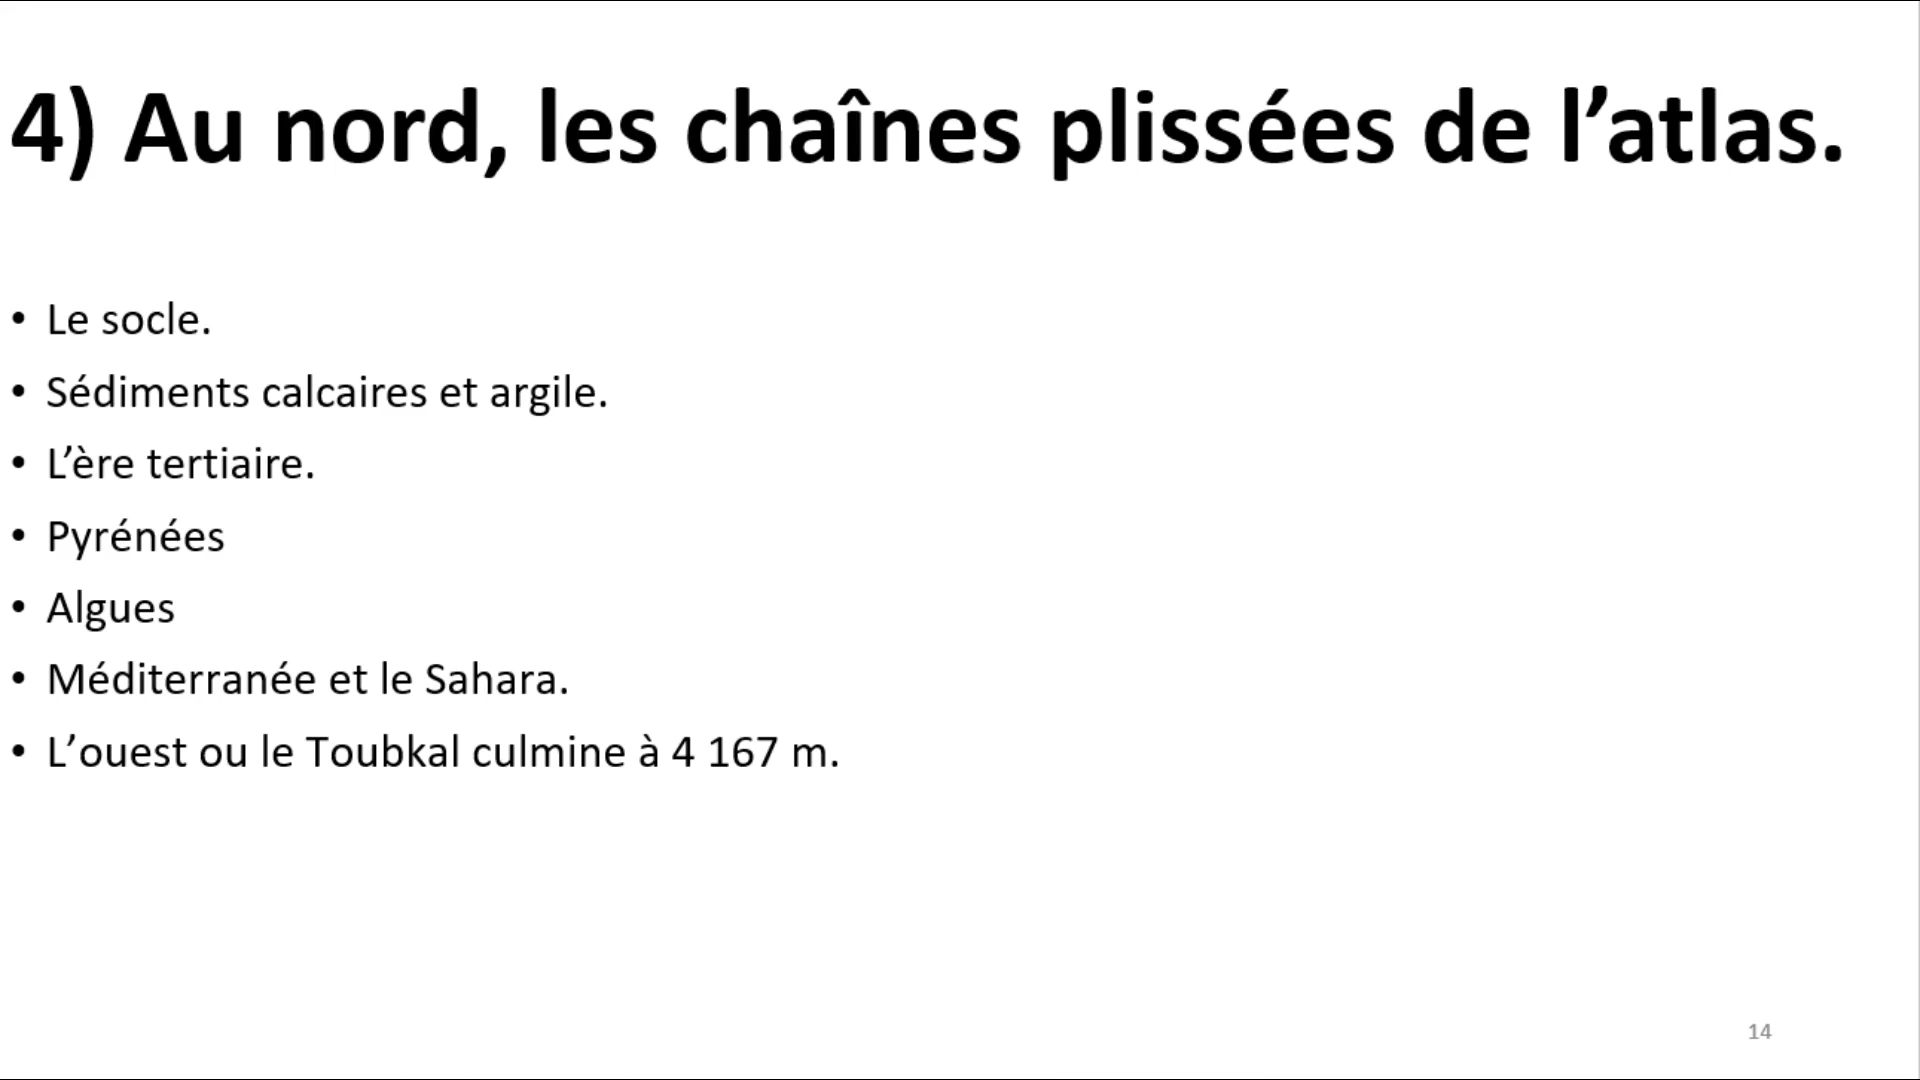 4) Au nord, les chaînes plissées de l’atlas.
• Le socle.
• Sédiments calcaires et argile.
• L’ère tertiaire.
• Pyrénées
• Algues
• Méditerranée et le Sahara.
• L’ouest ou le Toubkal culmine à 4 167 m.
14